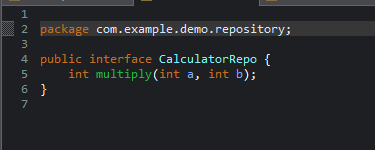 1
2 package com.example.demo.repository;
3
4 public interface CalculatorRepo {
5     int multiply(int a, int b);
6 }
7